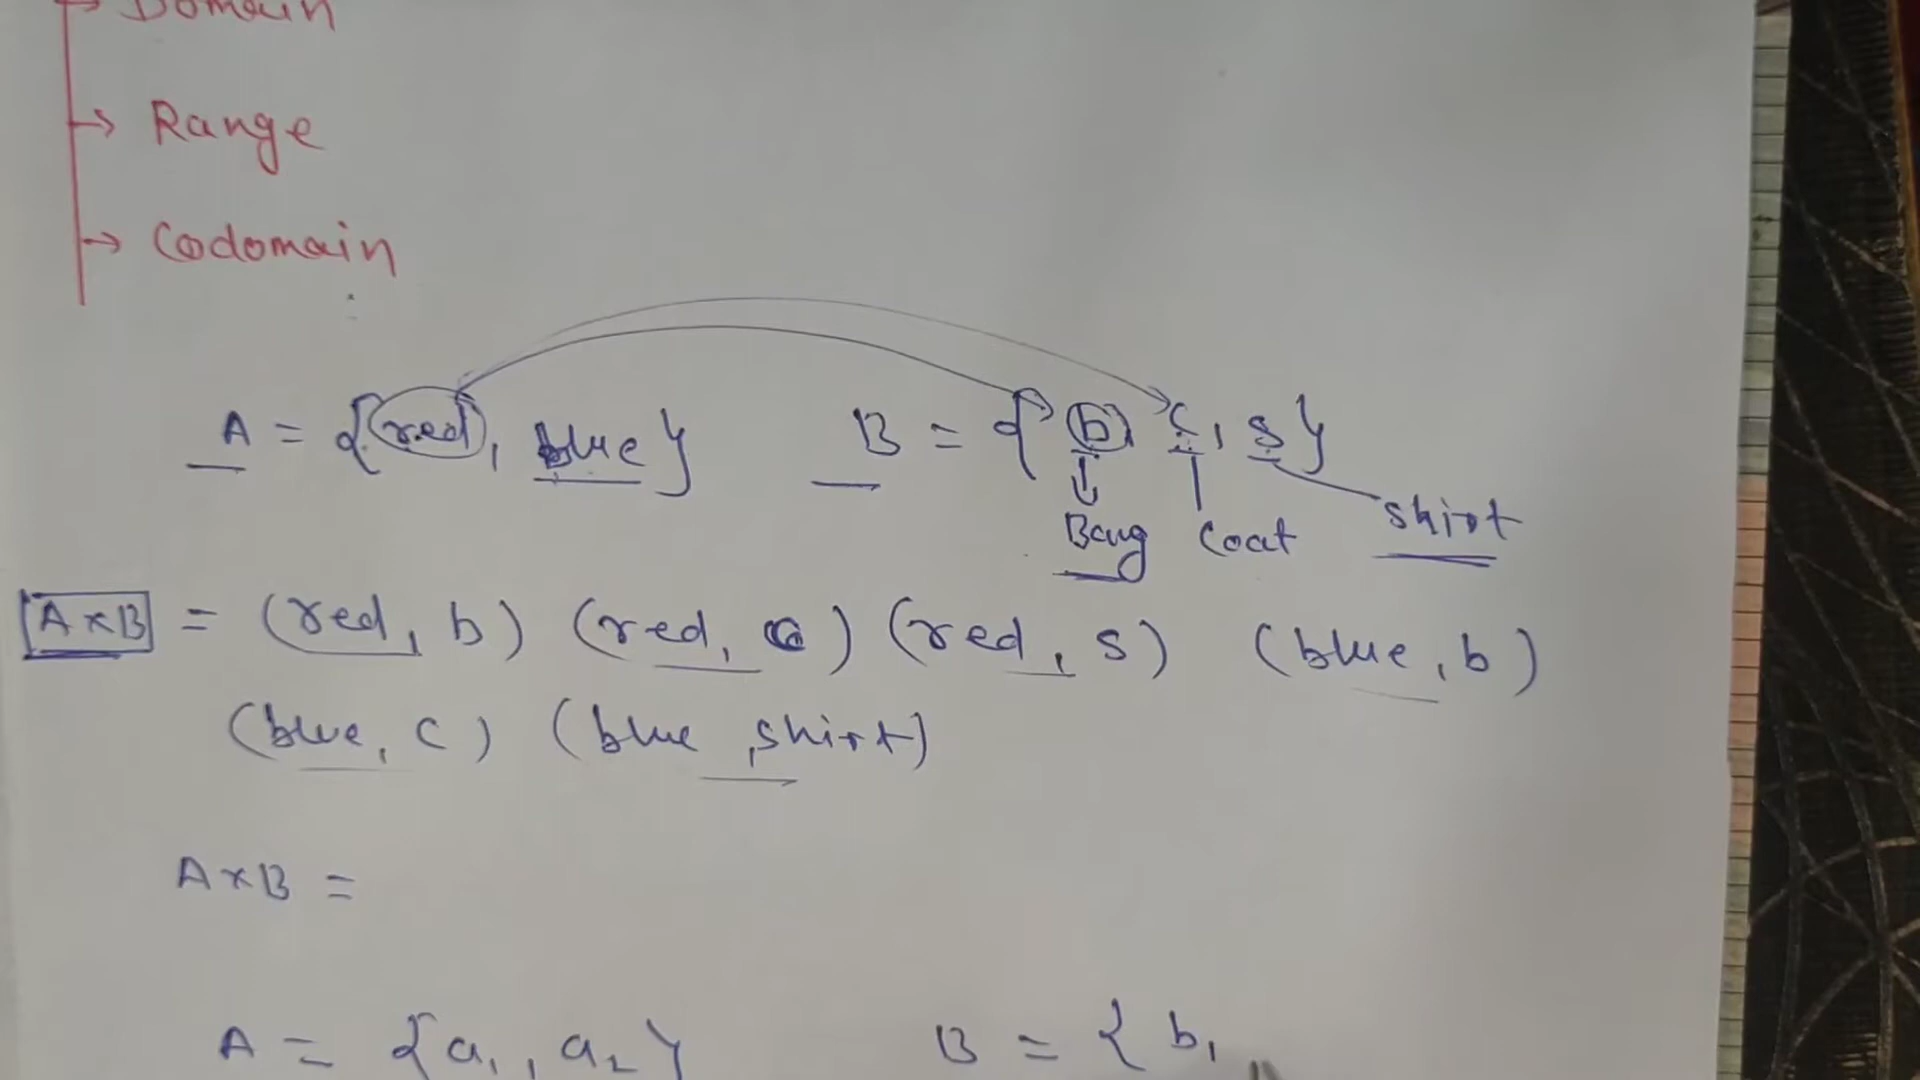 → Domain
→ Range
→ Codomain
A = {red, blue} B = {b, c, s}
Bag Coat shirt
A×B = (red, b) (red, c) (red, s) (blue, b)
(blue, c) (blue, shirt)
A×B =
A = {a₁, a₂} B = { b₁